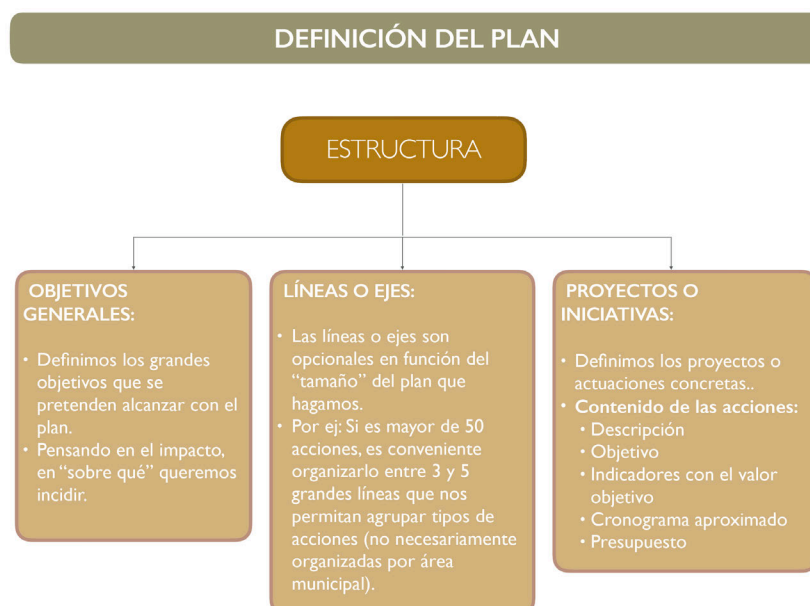 DEFINICIÓN DEL PLAN
ESTRUCTURA
OBJETIVOS
GENERALES:
• Definimos los grandes
objetivos que se
pretenden alcanzar con el
plan.
• Pensando en el impacto,
en “sobre qué” queremos
incidir.
LÍNEAS O EJES:
• Las líneas o ejes son
opcionales en función del
“tamaño” del plan que
hagamos.
• Por ej: Si es mayor de 50
acciones, es conveniente
organizarlo entre 3 y 5
grandes líneas que nos
permitan agrupar tipos de
acciones (no necesariamente
organizadas por área
municipal).
PROYECTOS O
INICIATIVAS:
• Definimos los proyectos o
actuaciones concretas..
• Contenido de las acciones:
• Descripción
• Objetivo
• Indicadores con el valor
objetivo
• Cronograma aproximado
• Presupuesto